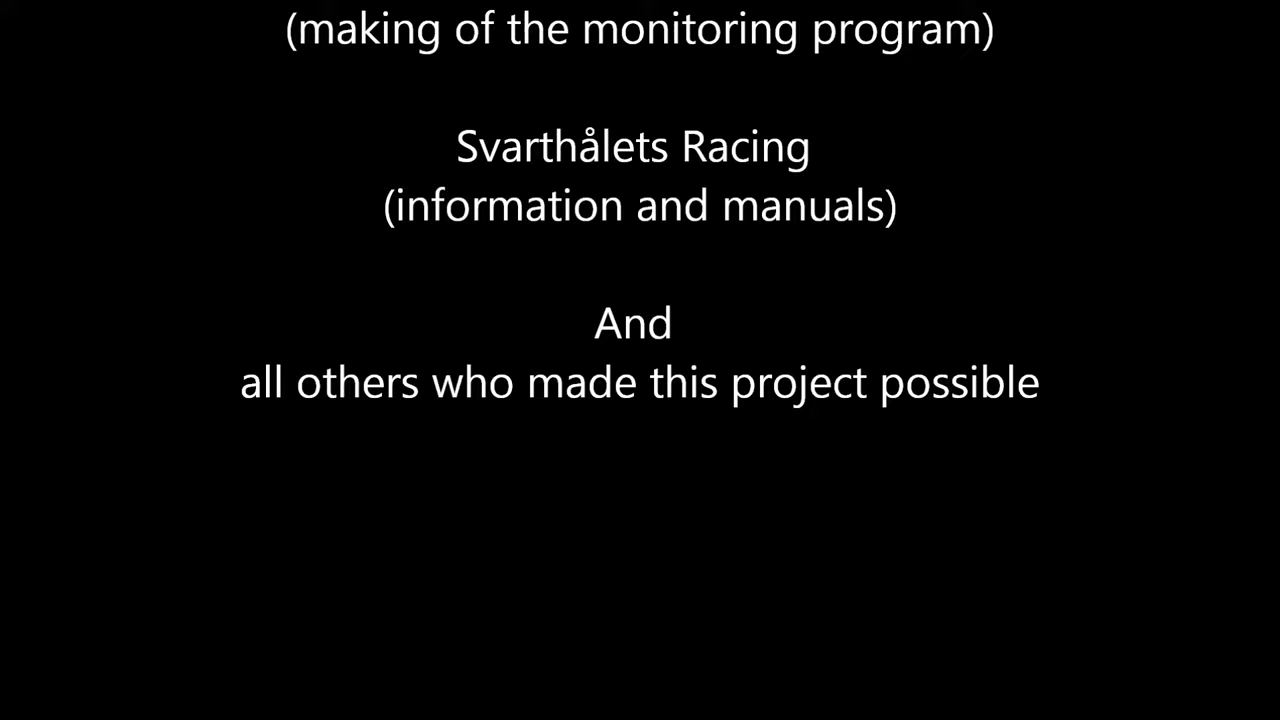 (making of the monitoring program)
Svarthålets Racing
(information and manuals)
And
all others who made this project possible